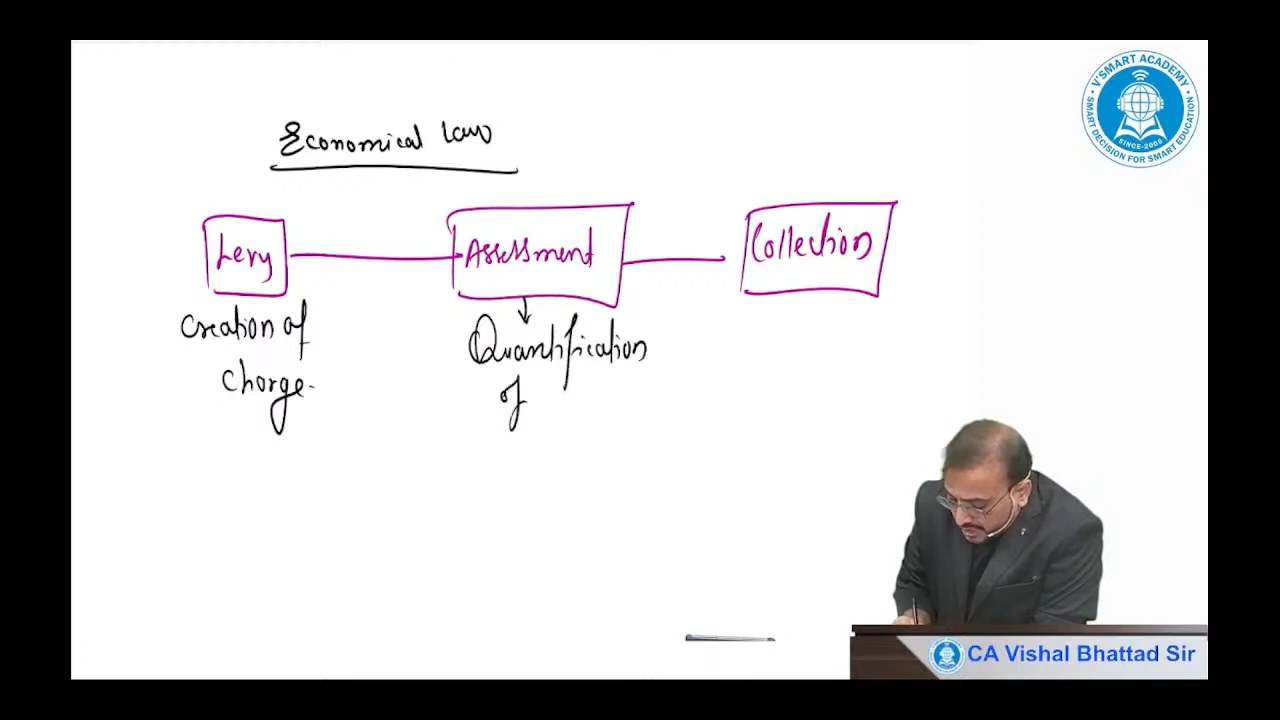 V'SMART ACADEMY
SMART DECISION FOR SMART EDUCATION
SINCE-2005
Economical law
Levy
Assessment
Collection
Creation of
charge.
Quantification
of
CA Vishal Bhattad Sir